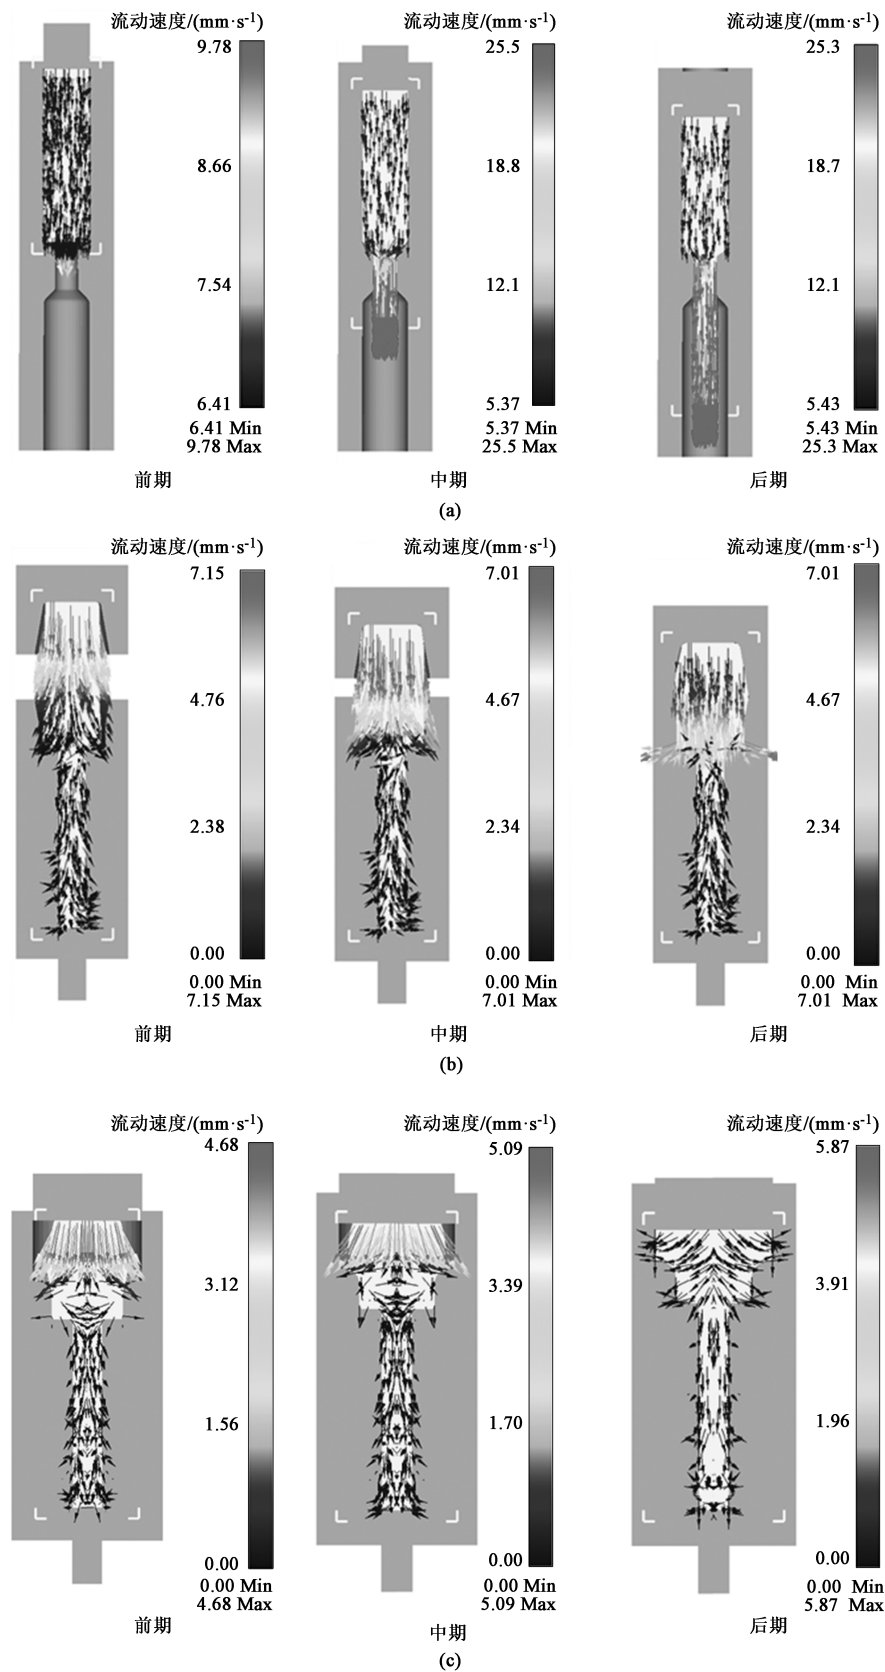 流动速度/(mm·s⁻¹) 流动速度/(mm·s⁻¹) 流动速度/(mm·s⁻¹)
9.78 25.5 25.3
8.66 18.8 18.7
7.54 12.1 12.1
6.41 5.37 5.43
6.41 Min 5.37 Min 5.43 Min
9.78 Max 25.5 Max 25.3 Max
前期 中期 后期
(a)
流动速度/(mm·s⁻¹) 流动速度/(mm·s⁻¹) 流动速度/(mm·s⁻¹)
7.15 7.01 7.01
4.76 4.67 4.67
2.38 2.34 2.34
0.00 0.00 0.00
0.00 Min 0.00 Min 0.00 Min
7.15 Max 7.01 Max 7.01 Max
前期 中期 后期
(b)
流动速度/(mm·s⁻¹) 流动速度/(mm·s⁻¹) 流动速度/(mm·s⁻¹)
4.68 5.09 5.87
3.12 3.39 3.91
1.56 1.70 1.96
0.00 0.00 0.00
0.00 Min 0.00 Min 0.00 Min
4.68 Max 5.09 Max 5.87 Max
前期 中期 后期
(c)